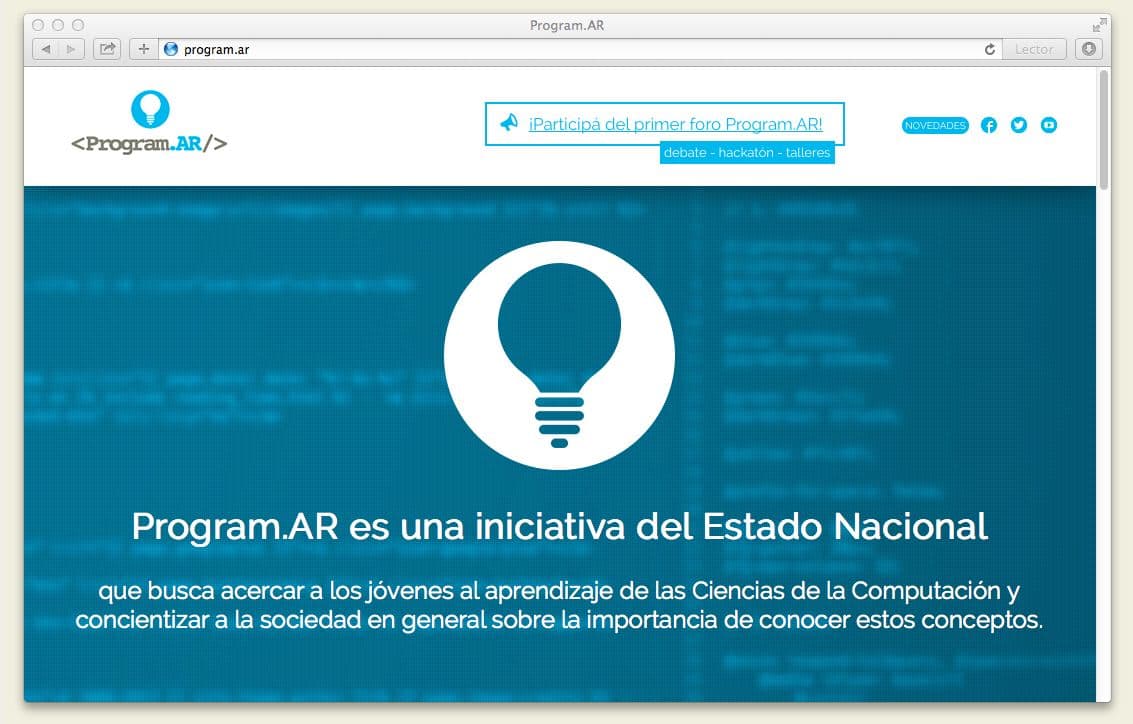 Program.AR
program.ar
Lector
<Program.AR/>
¡Participá del primer foro Program.AR!
debate - hackatón - talleres
NOVEDADES
Program.AR es una iniciativa del Estado Nacional
que busca acercar a los jóvenes al aprendizaje de las Ciencias de la Computación y
concientizar a la sociedad en general sobre la importancia de conocer estos conceptos.